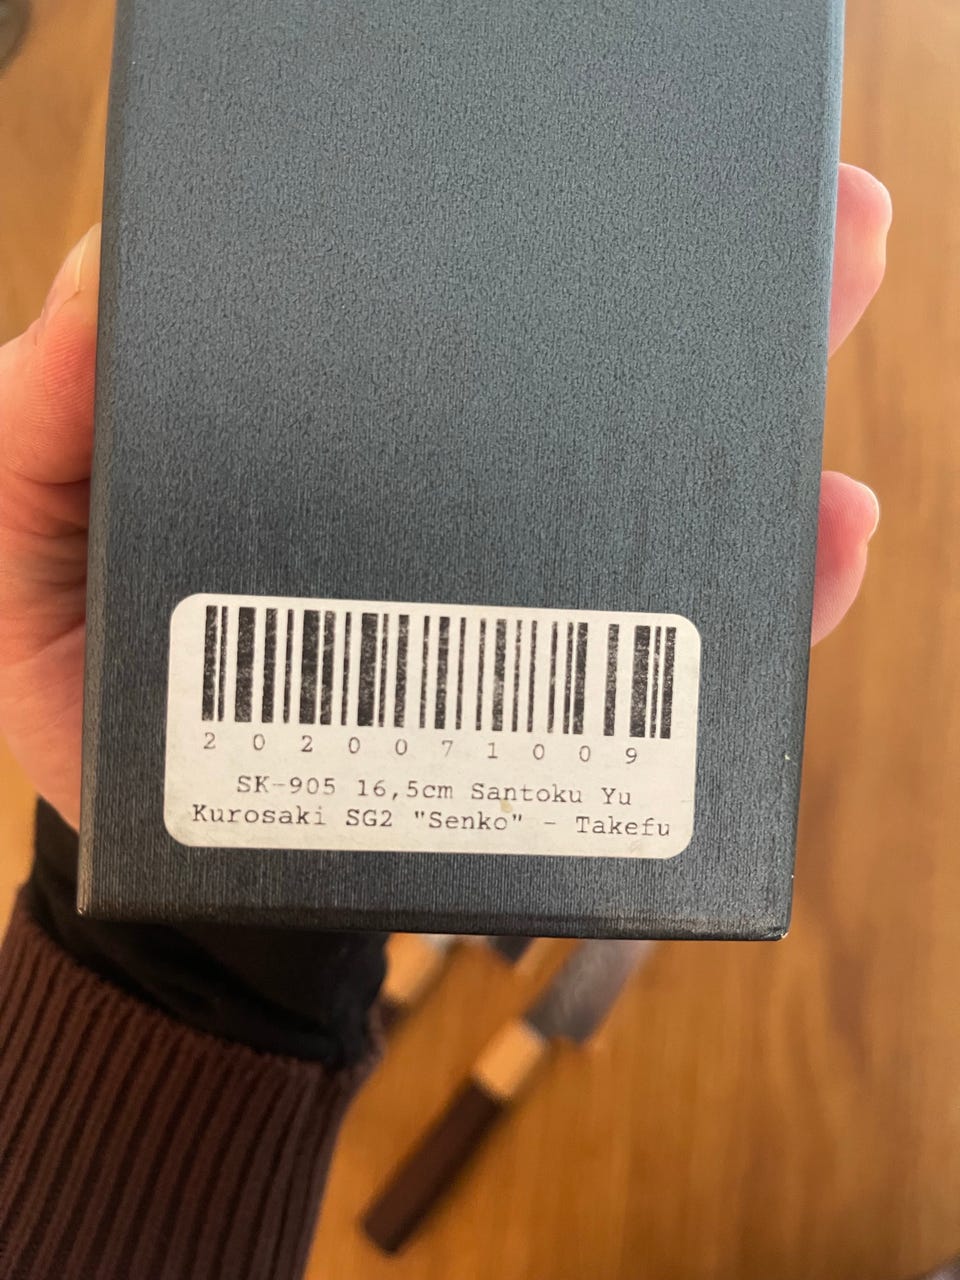 2020071009
SK-905 16,5cm Santoku Yu
Kurosaki SG2 "Senko" - Takefu